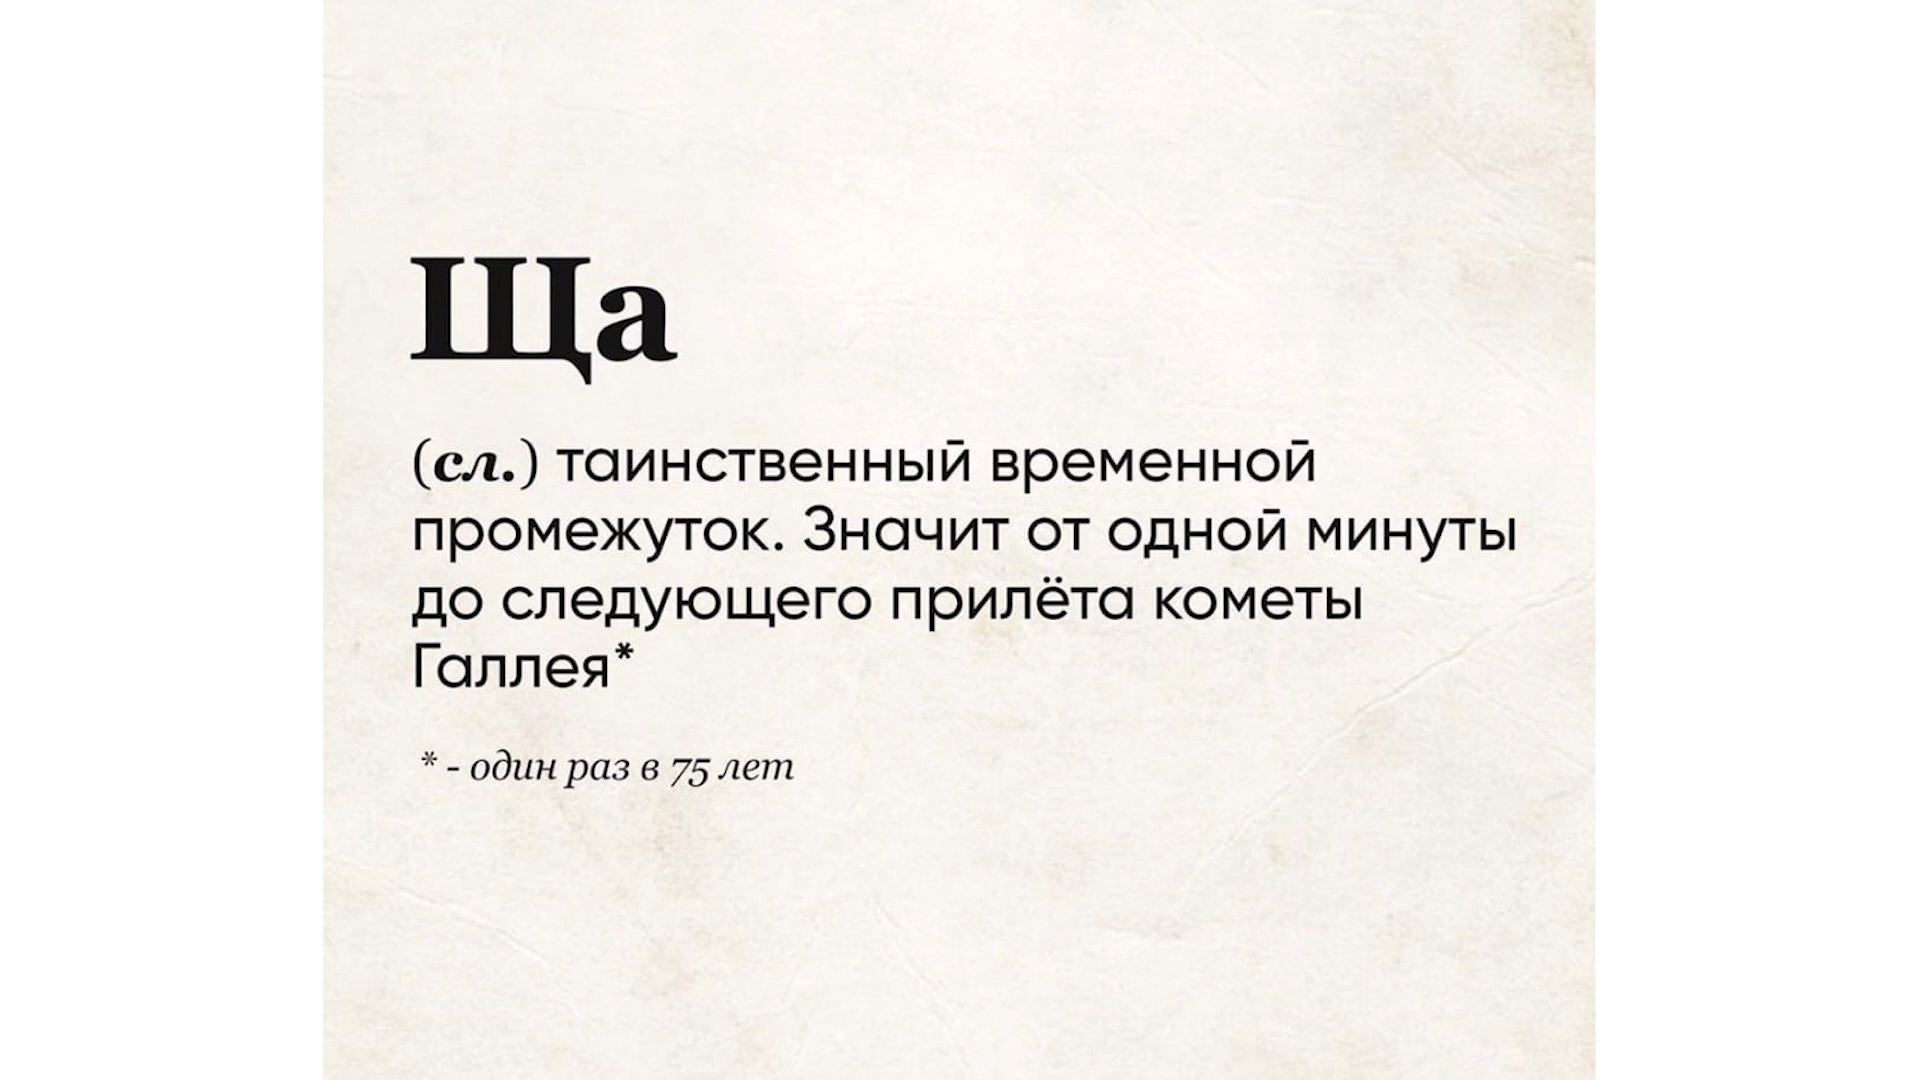 Ща
(сл.) таинственный временной
промежуток. Значит от одной минуты
до следующего прилёта кометы
Галлея*
* - один раз в 75 лет